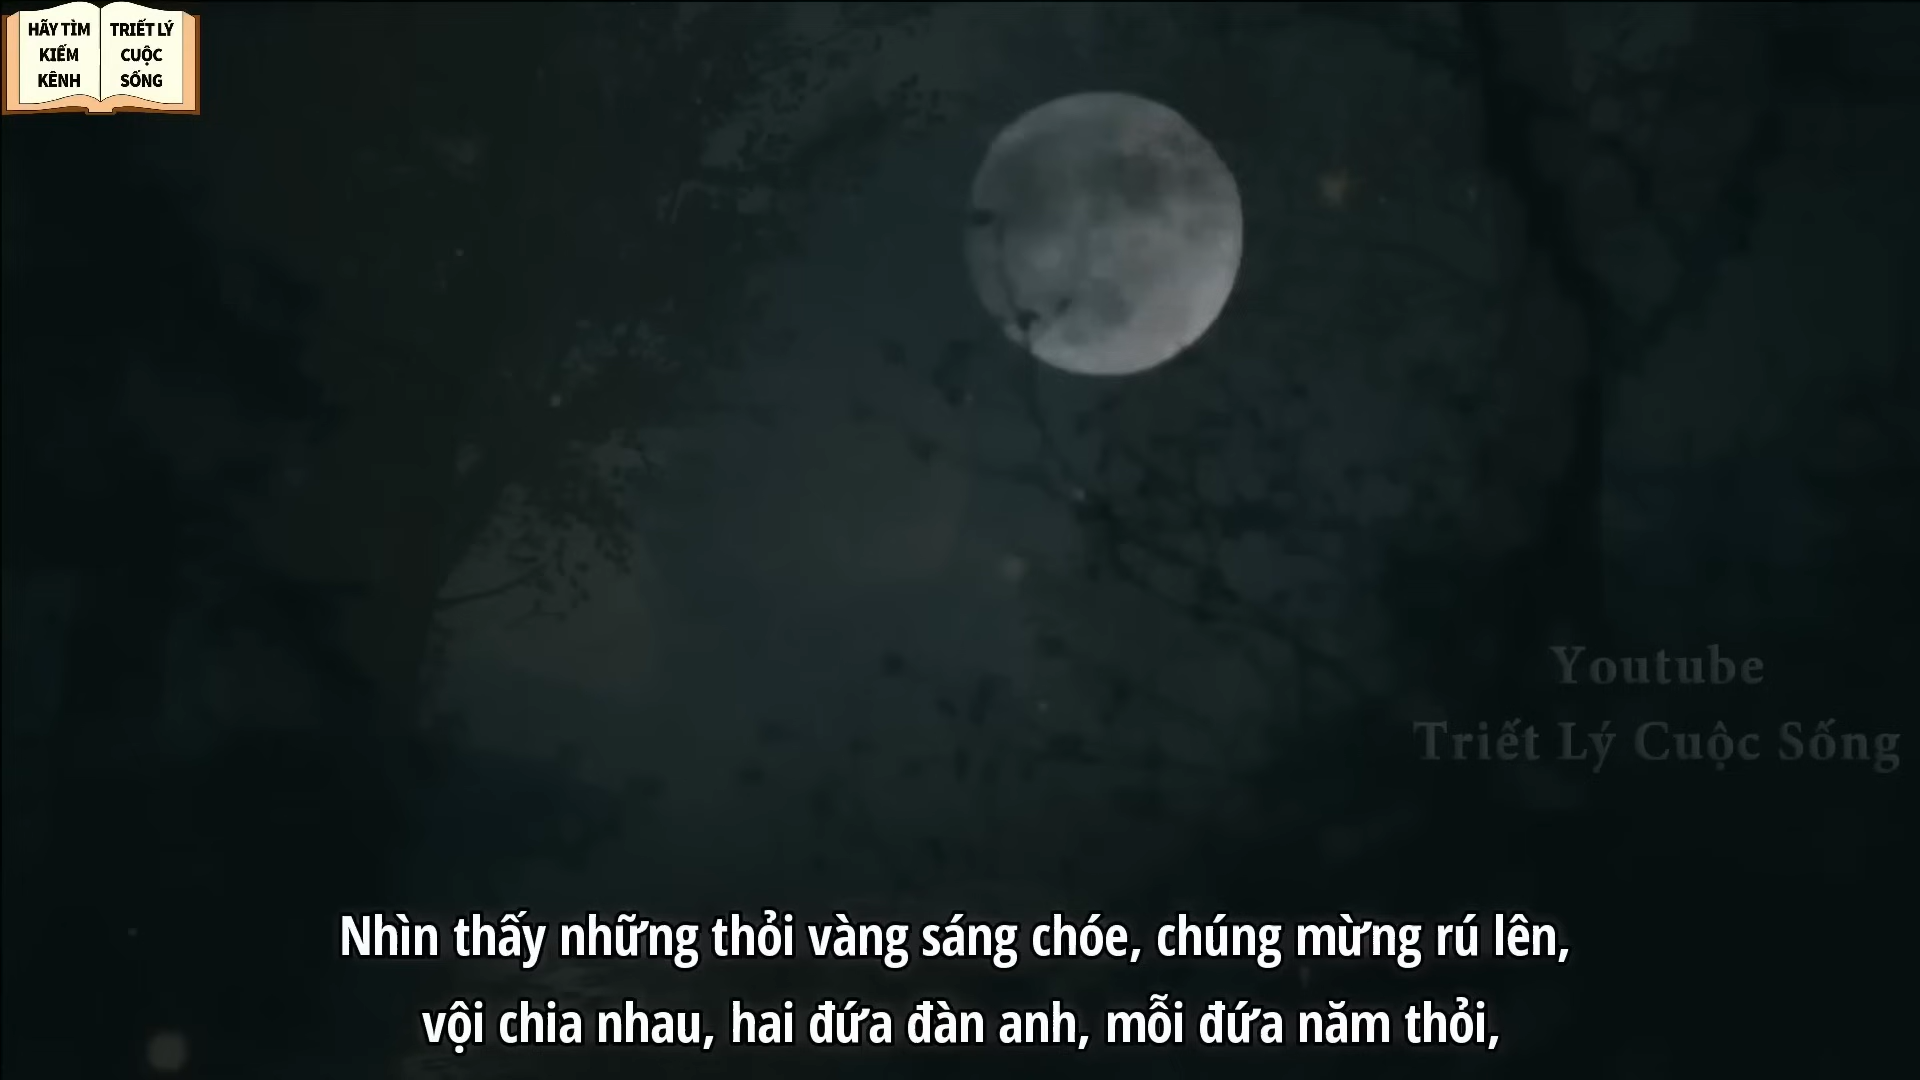 HÃY TÌM
KIẾM
KÊNH
TRIẾT LÝ
CUỘC
SỐNG
Youtube
Triết Lý Cuộc Sống
Nhìn thấy những thỏi vàng sáng chóe, chúng mừng rú lên,
vội chia nhau, hai đứa đàn anh, mỗi đứa năm thỏi,